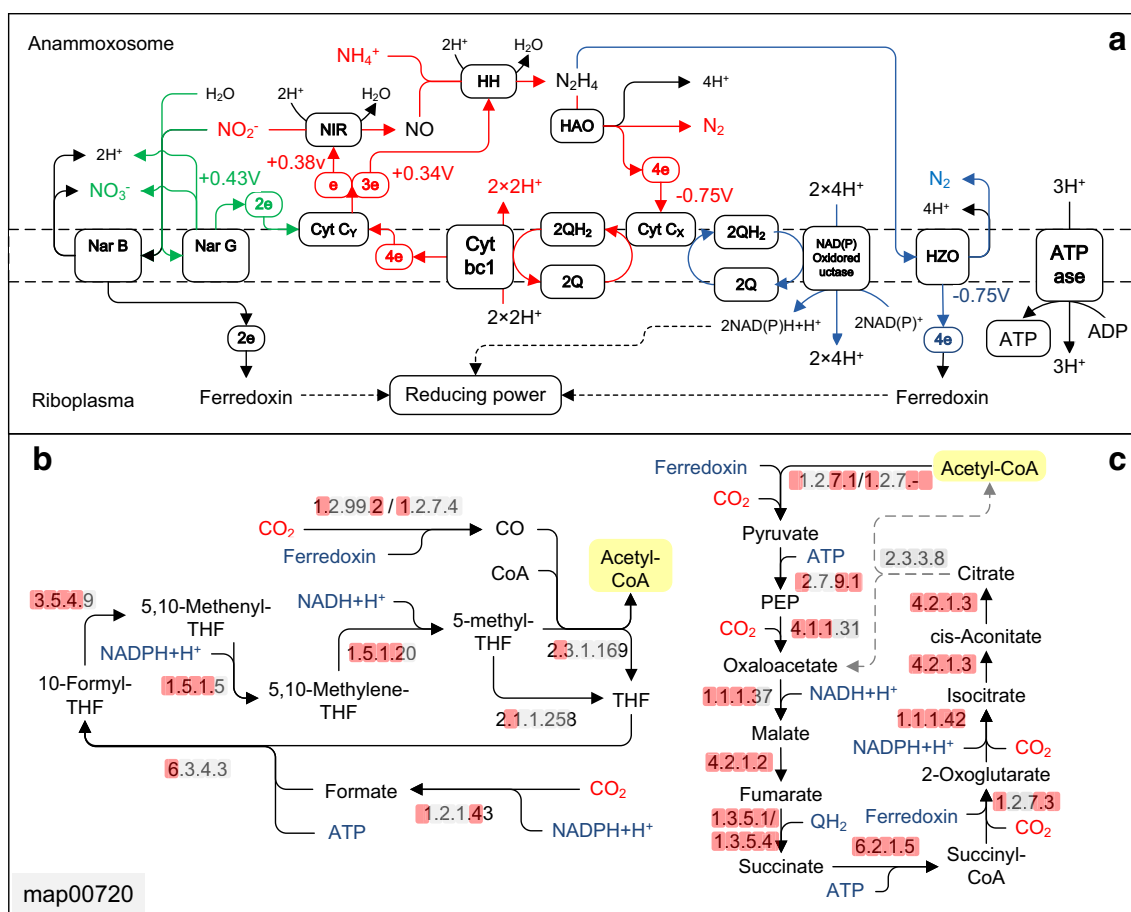 Anammoxosome
a
NH₄⁺
2H⁺
H₂O
HH
N₂H₄
4H⁺
H₂O
2H⁺
H₂O
NO₂⁻
NIR
NO
HAO
N₂
2H⁺
NO₃⁻
+0.43V
+0.38v
e
3e
+0.34V
4e
-0.75V
2×2H⁺
2×4H⁺
N₂
4H⁺
3H⁺
2e
Nar B
Nar G
Cyt Cʏ
4e
Cyt
bc1
2QH₂
2Q
Cyt Cx
2QH₂
2Q
NAD(P)
Oxidored
uctase
HZO
ATP
ase
-0.75V
2×2H⁺
2NAD(P)H+H⁺
2NAD(P)⁺
2×4H⁺
4e
ATP
ADP
3H⁺
2e
Ferredoxin
Reducing power
Ferredoxin
Riboplasma
b
1.2.99.2 / 1.2.7.4
CO₂
CO
Ferredoxin
CoA
Acetyl-
CoA
3.5.4.9
5,10-Methenyl-
THF
NADH+H⁺
5-methyl-
THF
NADPH+H⁺
1.5.1.20
2.3.1.169
10-Formyl-
THF
1.5.1.5
5,10-Methylene-
THF
THF
2.1.1.258
6.3.4.3
Formate
CO₂
1.2.1.43
ATP
NADPH+H⁺
map00720
c
Ferredoxin
Acetyl-CoA
1.2.7.1/1.2.7.-
CO₂
Pyruvate
ATP
2.3.3.8
2.7.9.1
Citrate
PEP
4.2.1.3
CO₂
4.1.1.31
cis-Aconitate
Oxaloacetate
4.2.1.3
1.1.1.37
NADH+H⁺
Isocitrate
Malate
1.1.1.42
4.2.1.2
NADPH+H⁺
CO₂
Fumarate
2-Oxoglutarate
1.3.5.1/
1.3.5.4
QH₂
Ferredoxin
1.2.7.3
CO₂
Succinate
6.2.1.5
Succinyl-
CoA
ATP